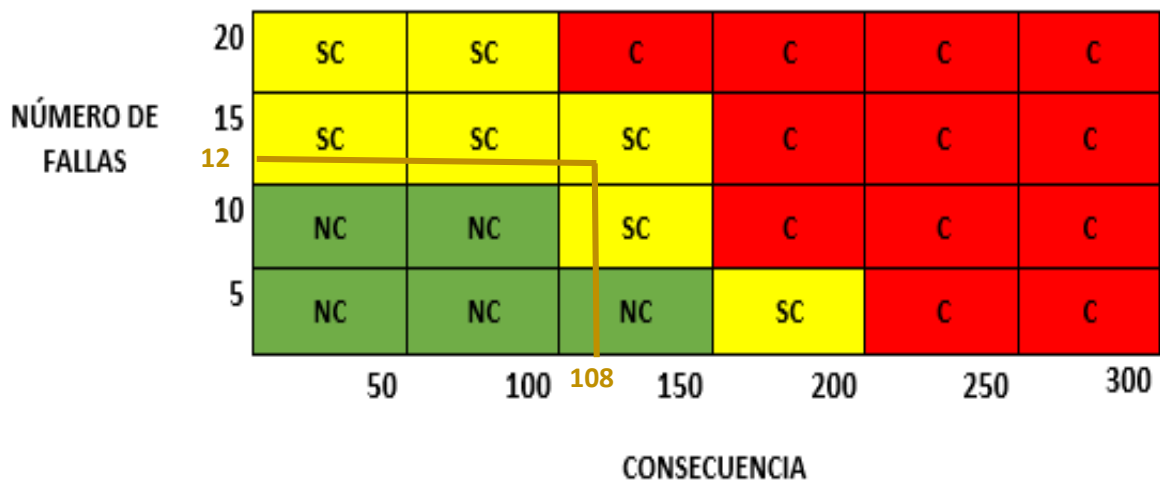 20 SC SC C C C C
NÚMERO DE
FALLAS
15 SC SC SC C C C
12
10 NC NC SC C C C
5 NC NC NC SC C C
50 100 108 150 200 250 300
CONSECUENCIA